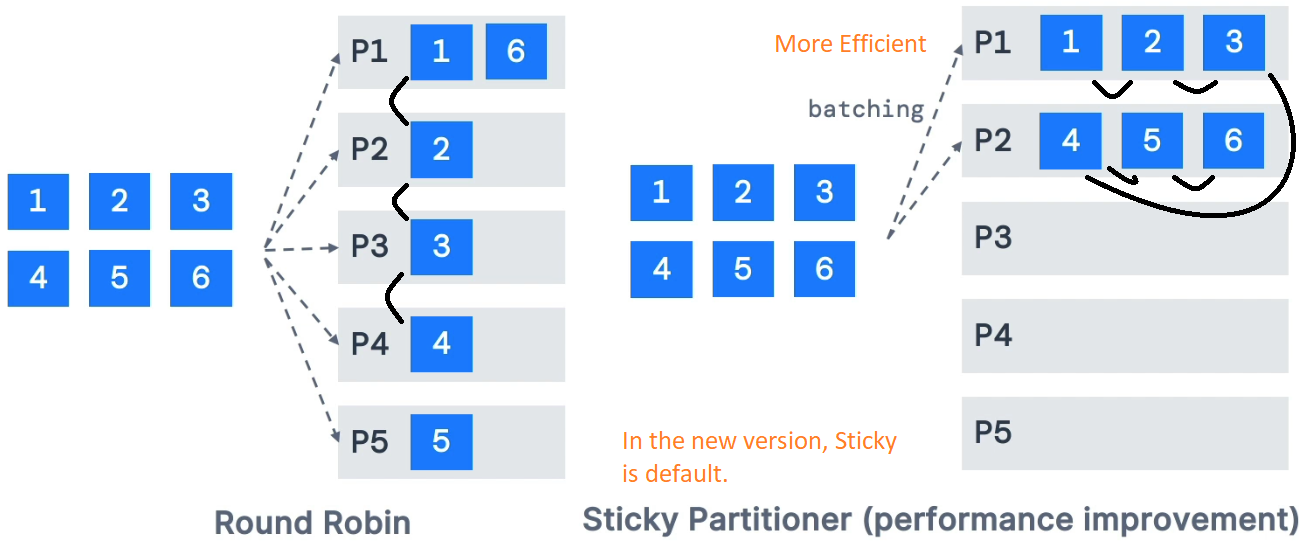 P1 1 6
P2 2
P3 3
P4 4
P5 5
1 2 3
4 5 6
Round Robin
More Efficient
batching
P1 1 2 3
P2 4 5 6
P3
P4
P5
1 2 3
4 5 6
In the new version, Sticky
is default.
Sticky Partitioner (performance improvement)